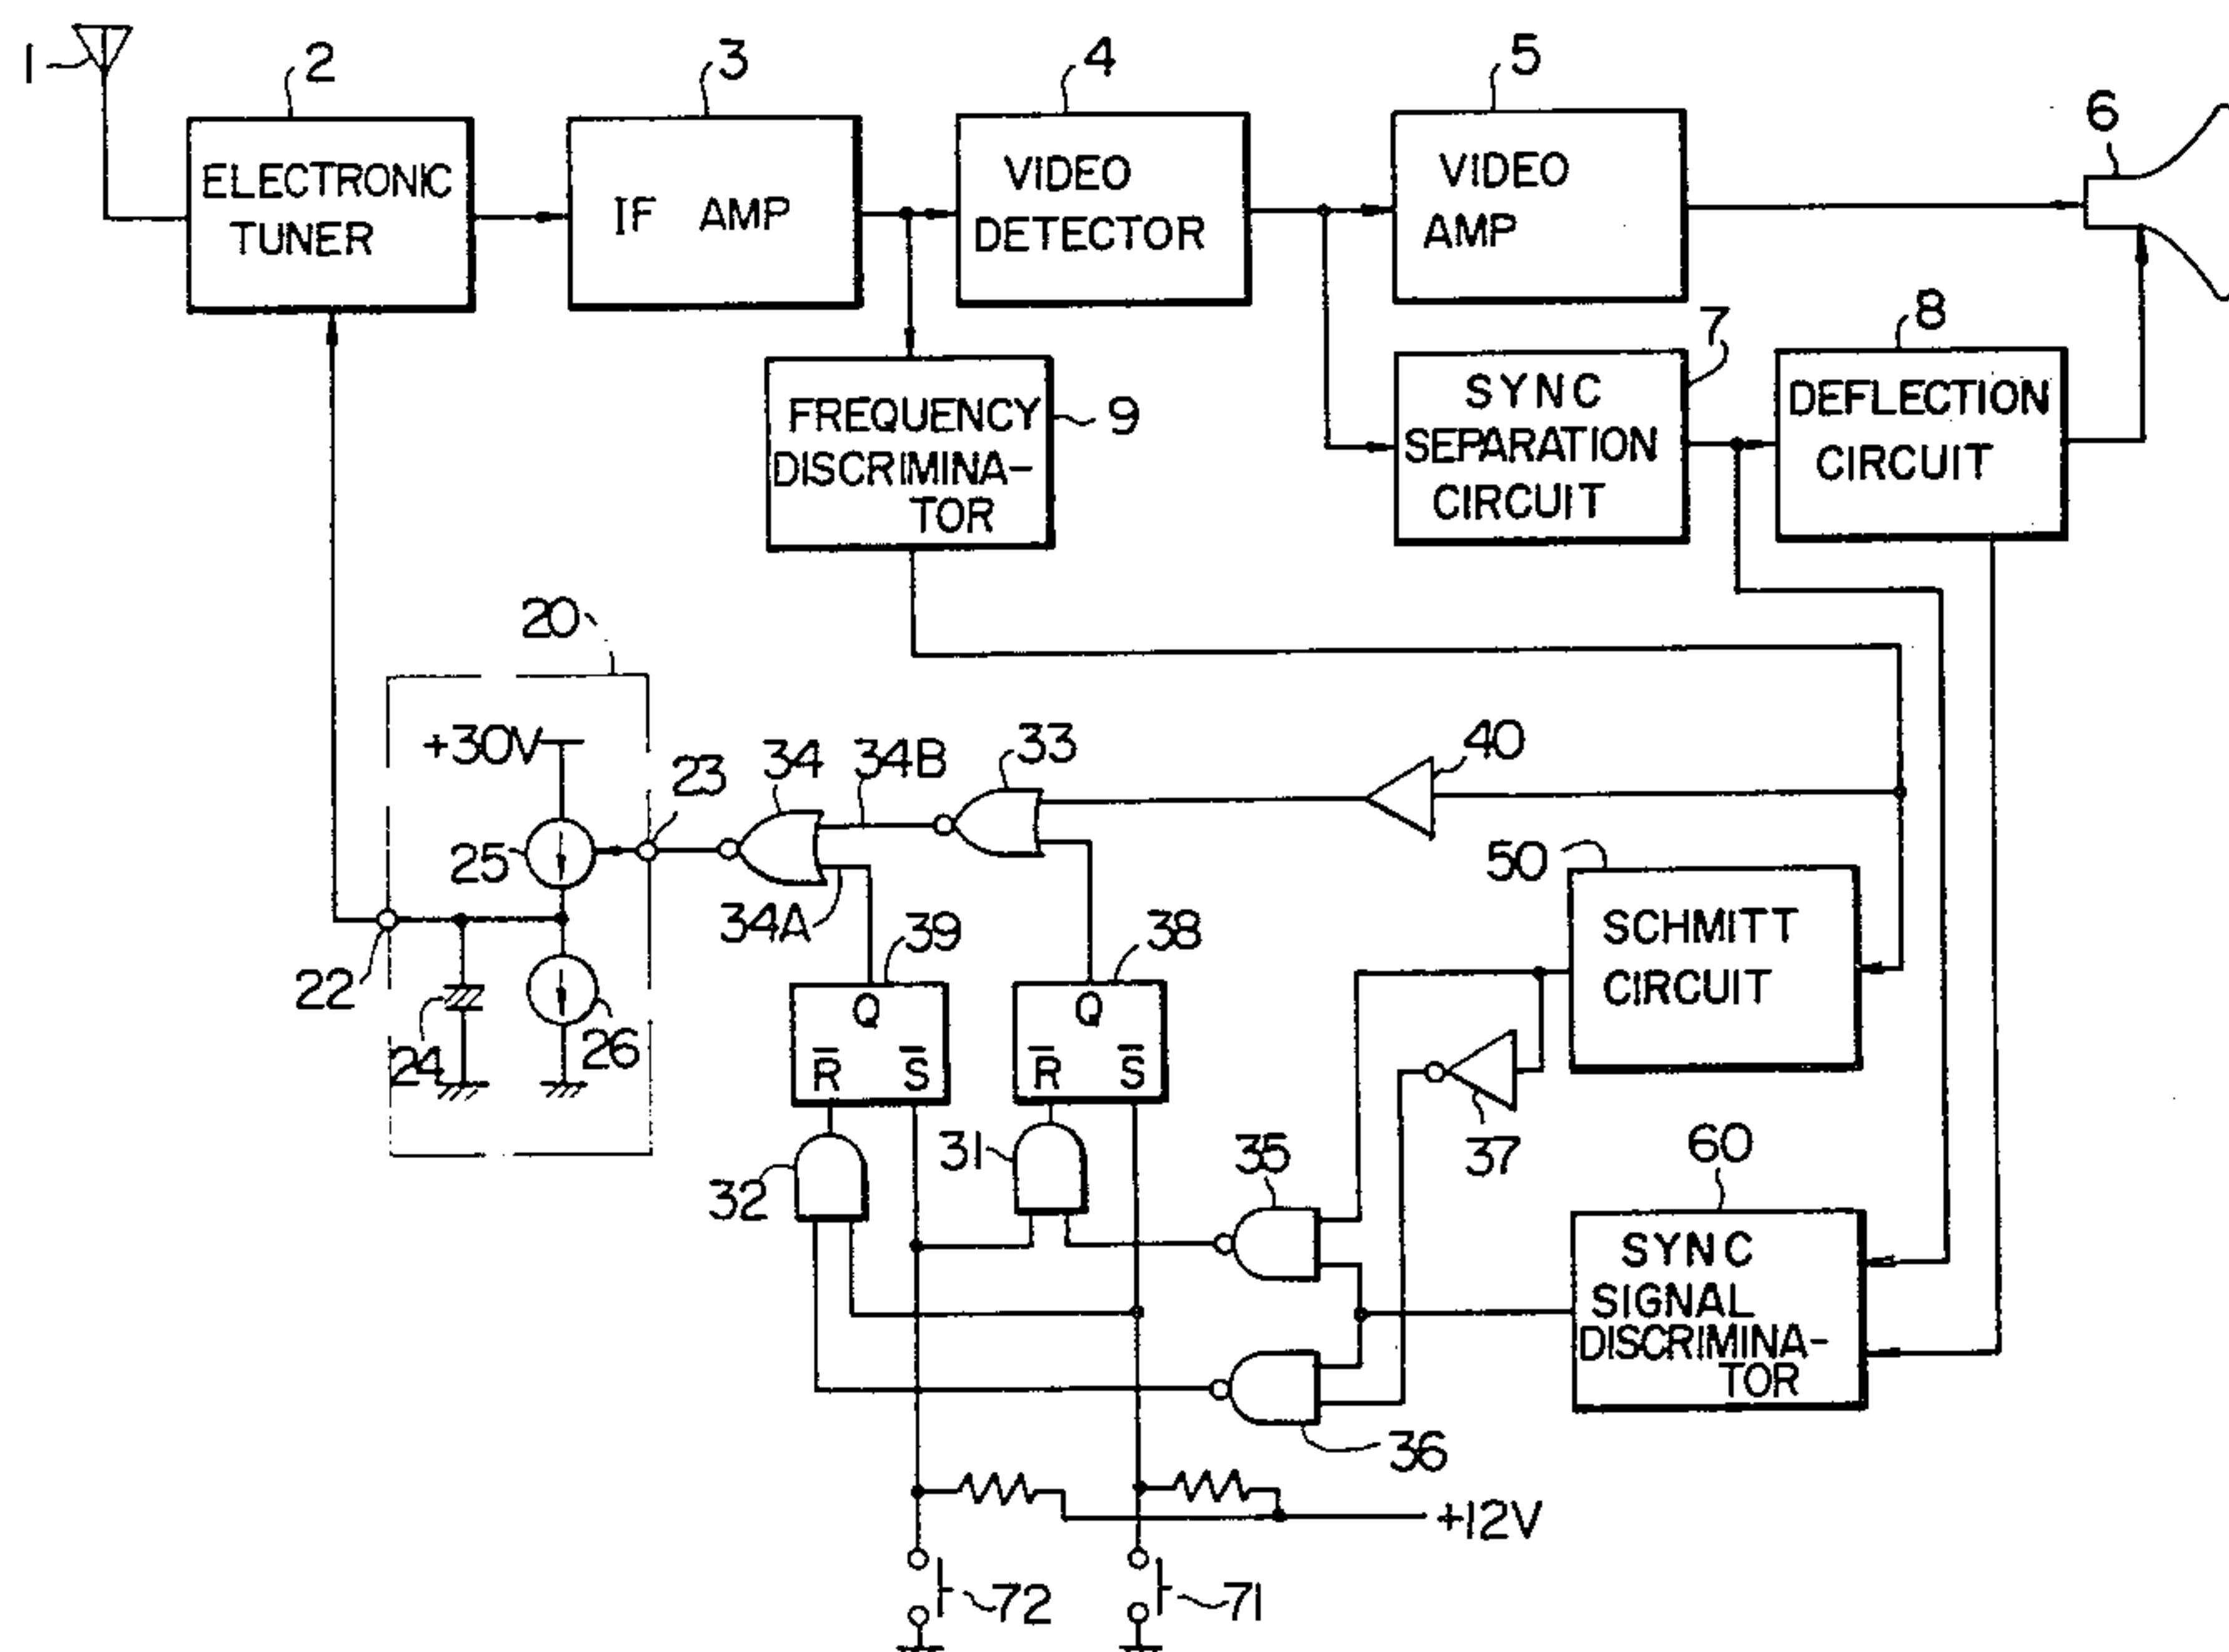 1
2
ELECTRONIC
TUNER
3
IF AMP
4
VIDEO
DETECTOR
5
VIDEO
AMP
6
7
SYNC
SEPARATION
CIRCUIT
8
DEFLECTION
CIRCUIT
9
FREQUENCY
DISCRIMINA-
TOR
20
+30V
25
23
22
24
26
34
34B
33
40
34A
39
Q
R̅ S̅
38
Q
R̅ S̅
50
SCHMITT
CIRCUIT
37
32
31
35
60
SYNC
SIGNAL
DISCRIMINA-
TOR
36
+12V
72
71